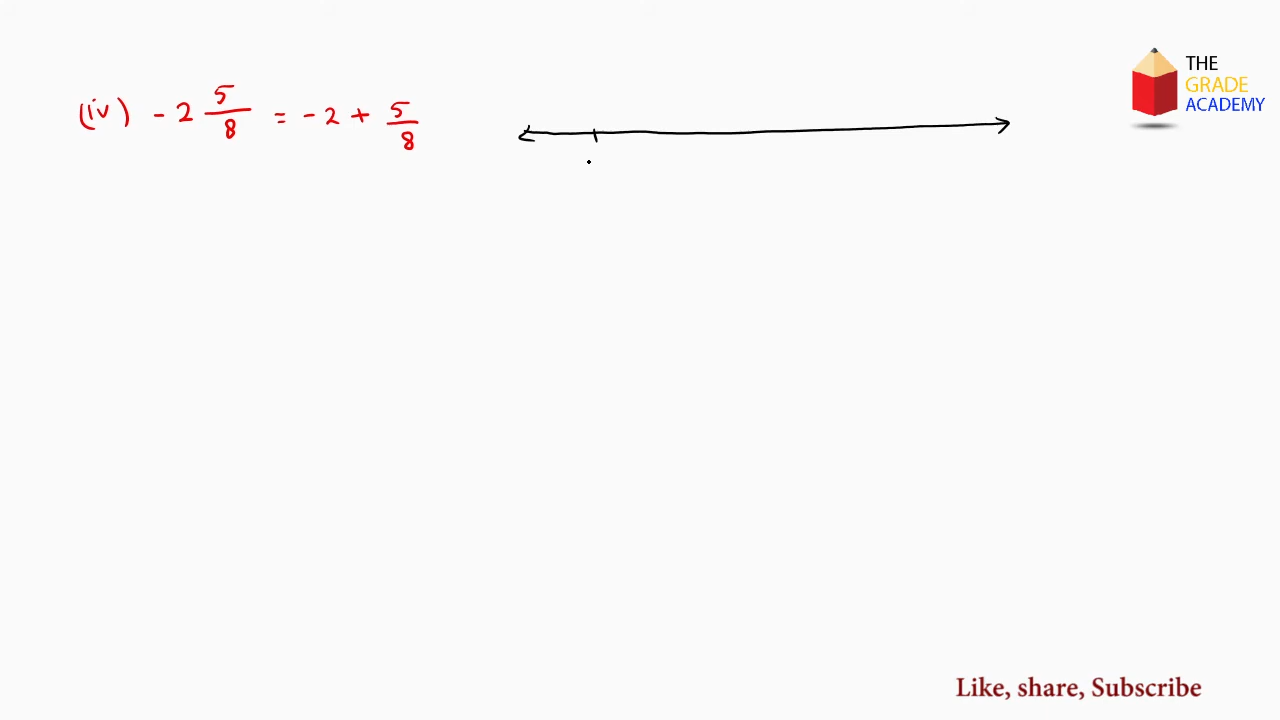 (iv) - 2 5/8 = - 2 + 5/8
THE
GRADE
ACADEMY
Like, share, Subscribe